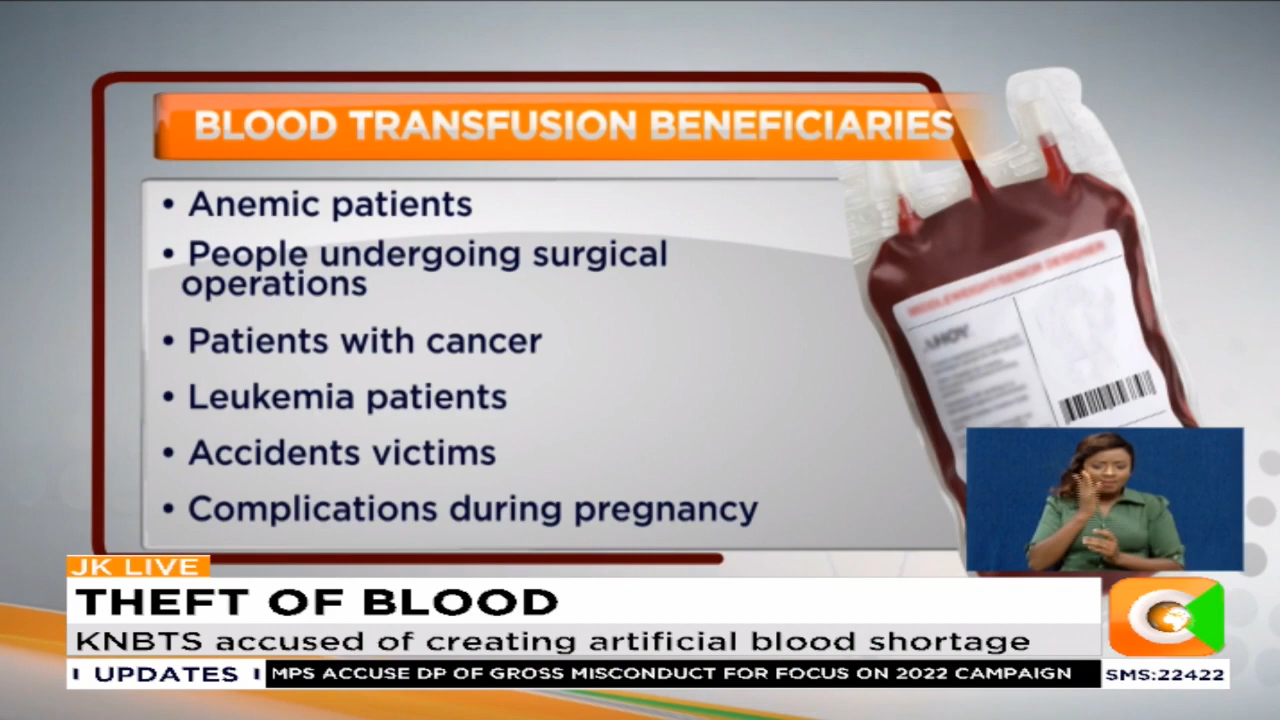 BLOOD TRANSFUSION BENEFICIARIES
• Anemic patients
• People undergoing surgical
operations
• Patients with cancer
• Leukemia patients
• Accidents victims
• Complications during pregnancy
JK LIVE
THEFT OF BLOOD
KNBTS accused of creating artificial blood shortage
UPDATES
MPS ACCUSE DP OF GROSS MISCONDUCT FOR FOCUS ON 2022 CAMPAIGN
SMS:22422